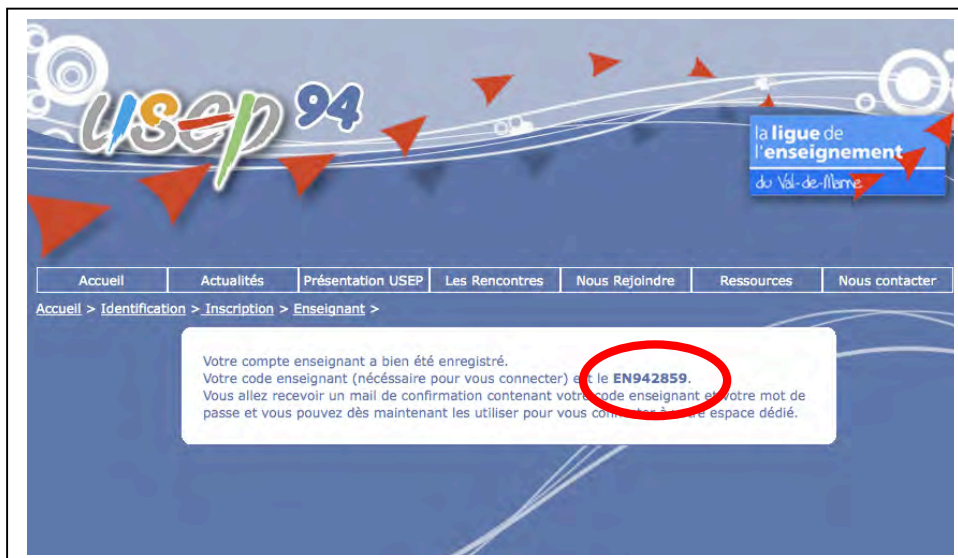 usep 94
la ligue de
l'enseignement
du Val-de-Marne
Accueil Actualités Présentation USEP Les Rencontres Nous Rejoindre Ressources Nous contacter
Accueil > Identification > Inscription > Enseignant >
Votre compte enseignant a bien été enregistré.
Votre code enseignant (nécéssaire pour vous connecter) est le EN942859.
Vous allez recevoir un mail de confirmation contenant votre code enseignant et votre mot de
passe et vous pouvez dès maintenant les utiliser pour vous connecter à votre espace dédié.